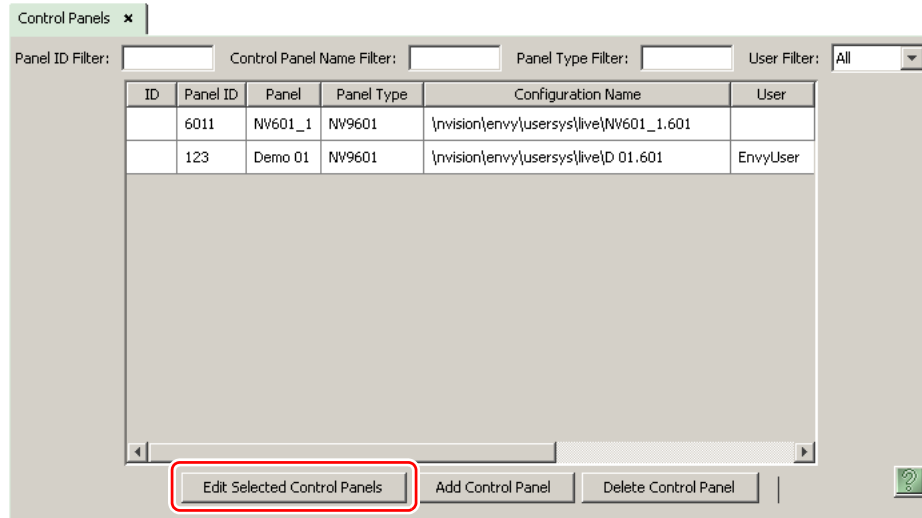 Control Panels ×
Panel ID Filter: Control Panel Name Filter: Panel Type Filter: User Filter: All
ID Panel ID Panel Panel Type Configuration Name User
6011 NV601_1 NV9601 \nvision\envy\usersys\live\NV601_1.601
123 Demo 01 NV9601 \nvision\envy\usersys\live\D 01.601 EnvyUser
Edit Selected Control Panels Add Control Panel Delete Control Panel ?